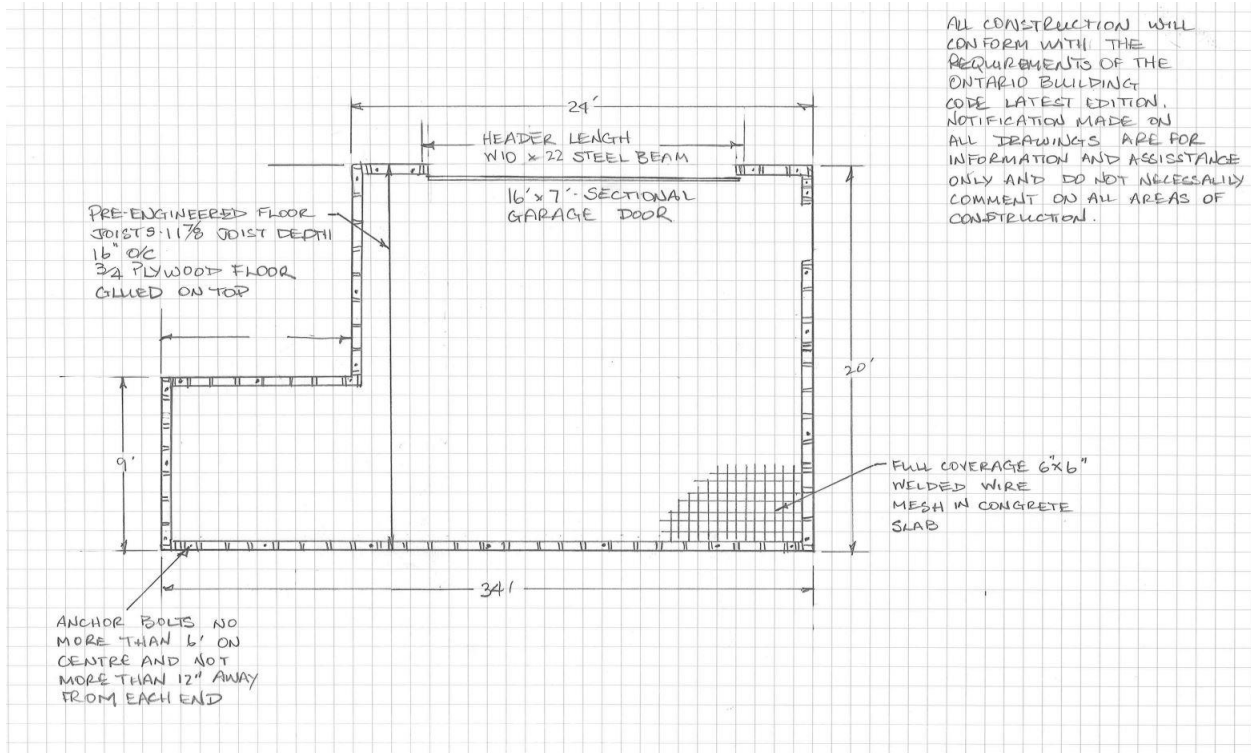 24'
HEADER LENGTH
W10 x 22 STEEL BEAM
16' x 7' - SECTIONAL
GARAGE DOOR
ALL CONSTRUCTION WILL
CONFORM WITH THE
REQUIREMENTS OF THE
ONTARIO BUILDING
CODE LATEST EDITION.
NOTIFICATION MADE ON
ALL DRAWINGS ARE FOR
INFORMATION AND ASSISSTANCE
ONLY AND DO NOT NECESSALILY
COMMENT ON ALL AREAS OF
CONSTRUCTION.
PRE-ENGINEERED FLOOR
JOISTS-11 7/8 JOIST DEPTH
16" O/C
3/4 PLYWOOD FLOOR
GLUED ON TOP
20'
9'
FULL COVERAGE 6"x6"
WELDED WIRE
MESH IN CONCRETE
SLAB
34'
ANCHOR BOLTS NO
MORE THAN 6' ON
CENTRE AND NOT
MORE THAN 12" AWAY
FROM EACH END